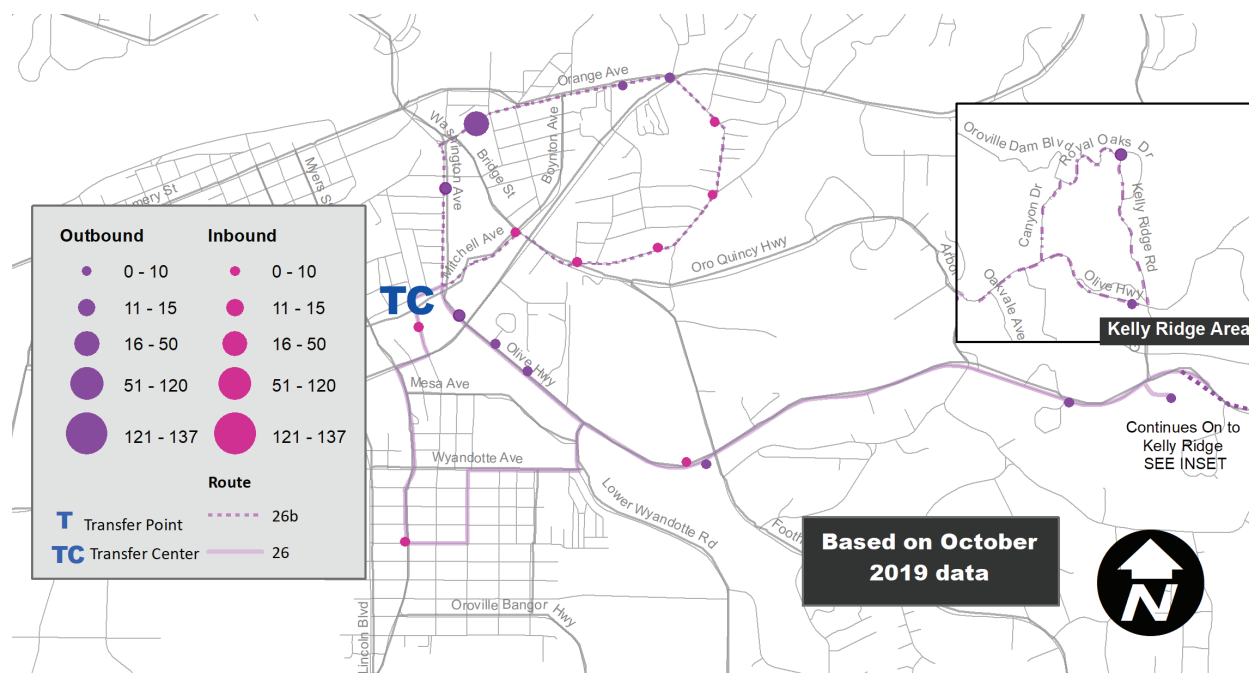 Orange Ave
Washington Ave
Bridge St
Boynton Ave
Myers S
mery St
Mitchell Ave
Oro Quincy Hwy
TC
Olive Hwy
Mesa Ave
Wyandotte Ave
Lower Wyandotte Rd
Footh
Oroville Bangor Hwy
Lincoln Blvd
Arbor
Oroville Dam Blvd
Royal Oaks Dr
Canyon Dr
Kelly Ridge Rd
Olive Hwy
Oakvale Ave
Kelly Ridge Area
Continues On to
Kelly Ridge
SEE INSET
Outbound Inbound
0 - 10 0 - 10
11 - 15 11 - 15
16 - 50 16 - 50
51 - 120 51 - 120
121 - 137 121 - 137
Route
T Transfer Point 26b
TC Transfer Center 26
Based on October
2019 data
N